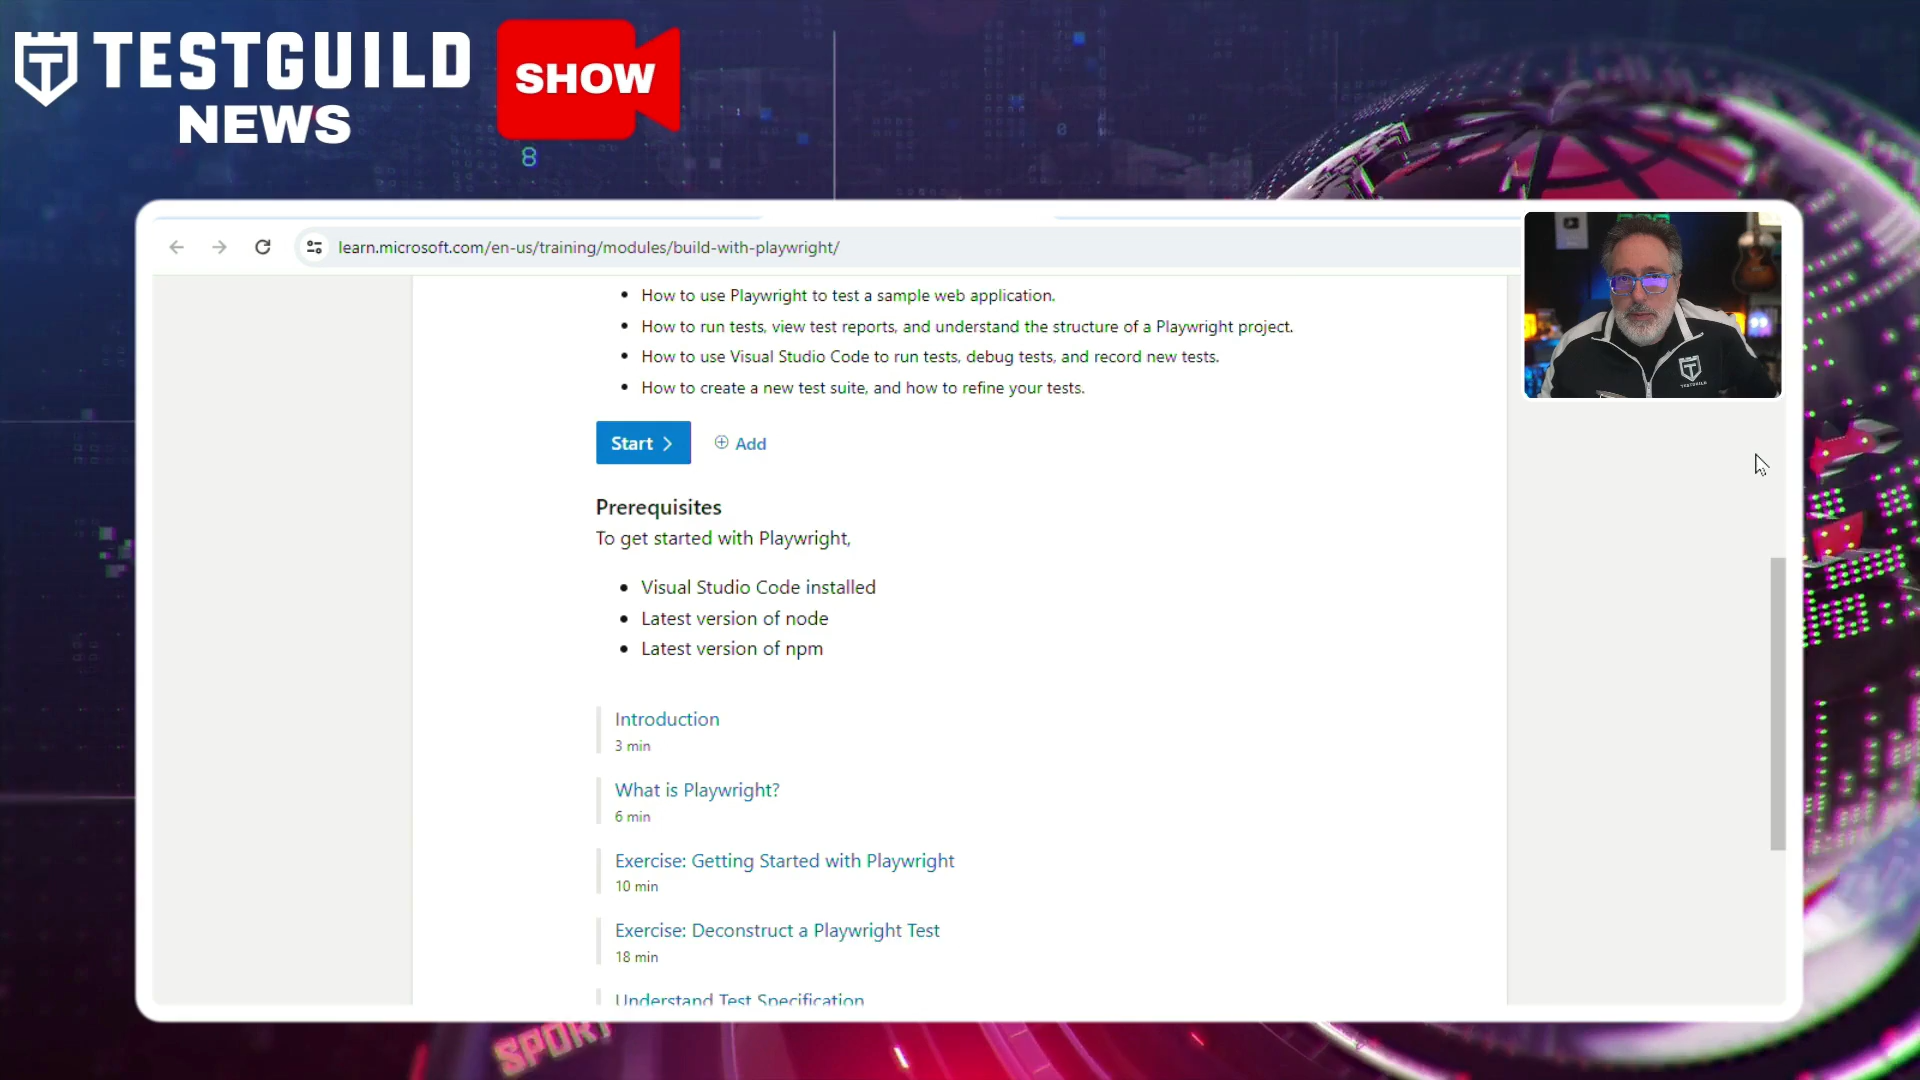 TESTGUILD
NEWS
SHOW
8
learn.microsoft.com/en-us/training/modules/build-with-playwright/
How to use Playwright to test a sample web application.
How to run tests, view test reports, and understand the structure of a Playwright project.
How to use Visual Studio Code to run tests, debug tests, and record new tests.
How to create a new test suite, and how to refine your tests.
Start
Add
Prerequisites
To get started with Playwright,
Visual Studio Code installed
Latest version of node
Latest version of npm
Introduction
3 min
What is Playwright?
6 min
Exercise: Getting Started with Playwright
10 min
Exercise: Deconstruct a Playwright Test
18 min
Understand Test Specification
SPORT
TESTGUILD